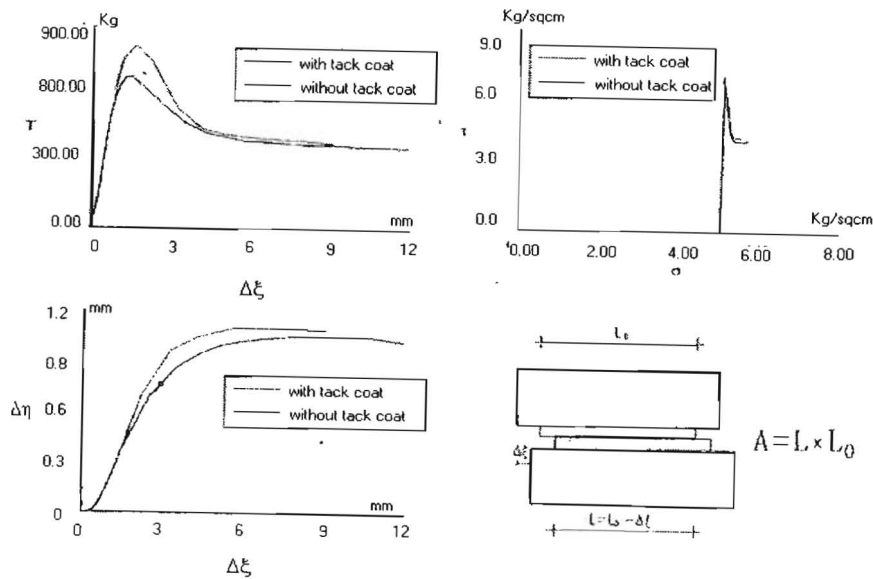 Kg
900.00
800.00
T
300.00
0.00
mm
0
3
6
9
12
Δξ
with tack coat
without tack coat
Kg/sqcm
9.0
6.0
τ
3.0
0.0
Kg/sqcm
0.00
2.00
4.00
6.00
8.00
σ
with tack coat
without tack coat
1.2
mm
0.8
Δη
0.6
0.3
0
mm
0
3
6
9
12
Δξ
with tack coat
without tack coat
L₀
Δξ
A = L × L₀
L=L₀-Δξ